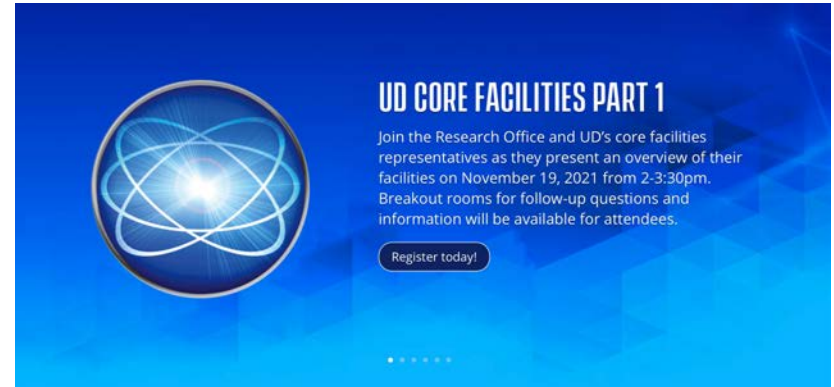 UD CORE FACILITIES PART 1
Join the Research Office and UD's core facilities
representatives as they present an overview of their
facilities on November 19, 2021 from 2-3:30pm.
Breakout rooms for follow-up questions and
information will be available for attendees.
Register today!